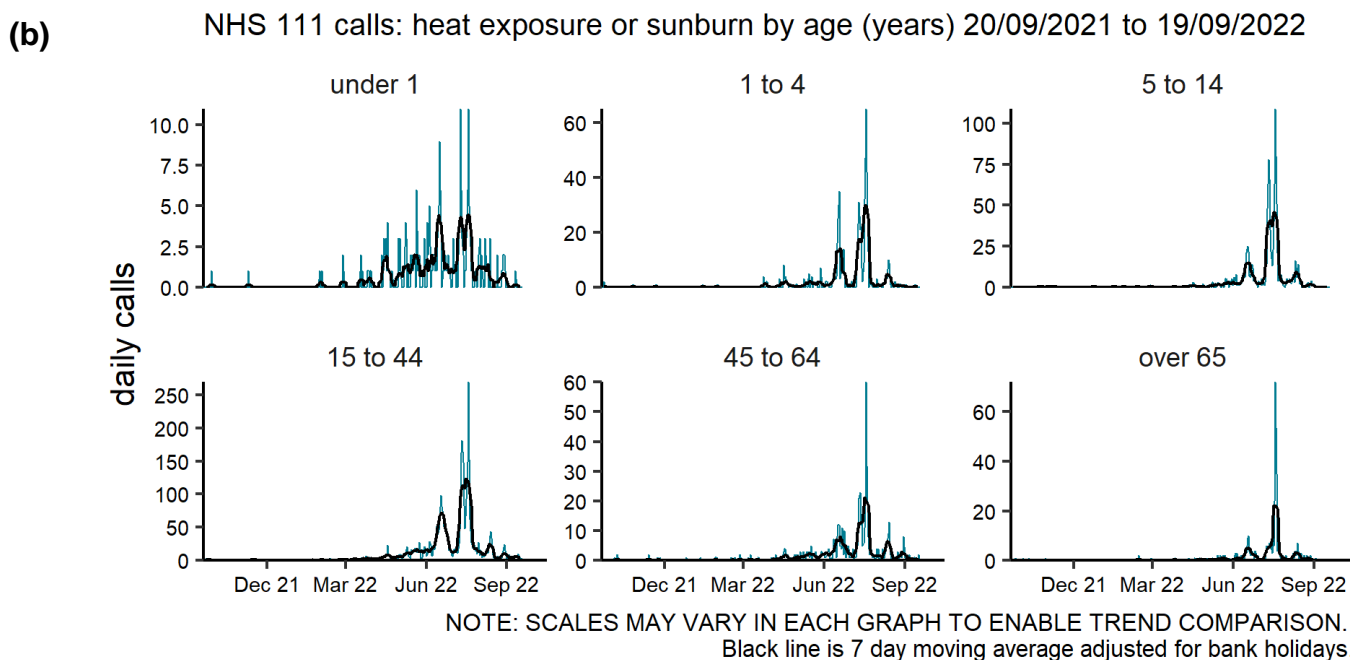 (b)
NHS 111 calls: heat exposure or sunburn by age (years) 20/09/2021 to 19/09/2022
daily calls
under 1
10.0
7.5
5.0
2.5
0.0
1 to 4
60
40
20
0
5 to 14
100
75
50
25
0
15 to 44
250
200
150
100
50
0
Dec 21 Mar 22 Jun 22 Sep 22
45 to 64
60
50
40
30
20
10
0
Dec 21 Mar 22 Jun 22 Sep 22
over 65
60
40
20
0
Dec 21 Mar 22 Jun 22 Sep 22
NOTE: SCALES MAY VARY IN EACH GRAPH TO ENABLE TREND COMPARISON.
Black line is 7 day moving average adjusted for bank holidays